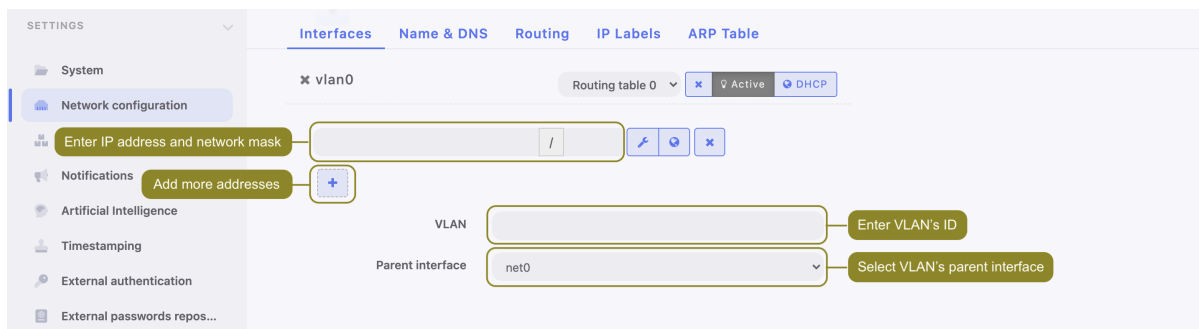 SETTINGS
Interfaces Name & DNS Routing IP Labels ARP Table
System
vlan0
Routing table 0
Active
DHCP
Network configuration
Enter IP address and network mask
/
Notifications
Add more addresses
+
Artificial Intelligence
VLAN
Enter VLAN's ID
Timestamping
Parent interface
net0
Select VLAN's parent interface
External authentication
External passwords repos...